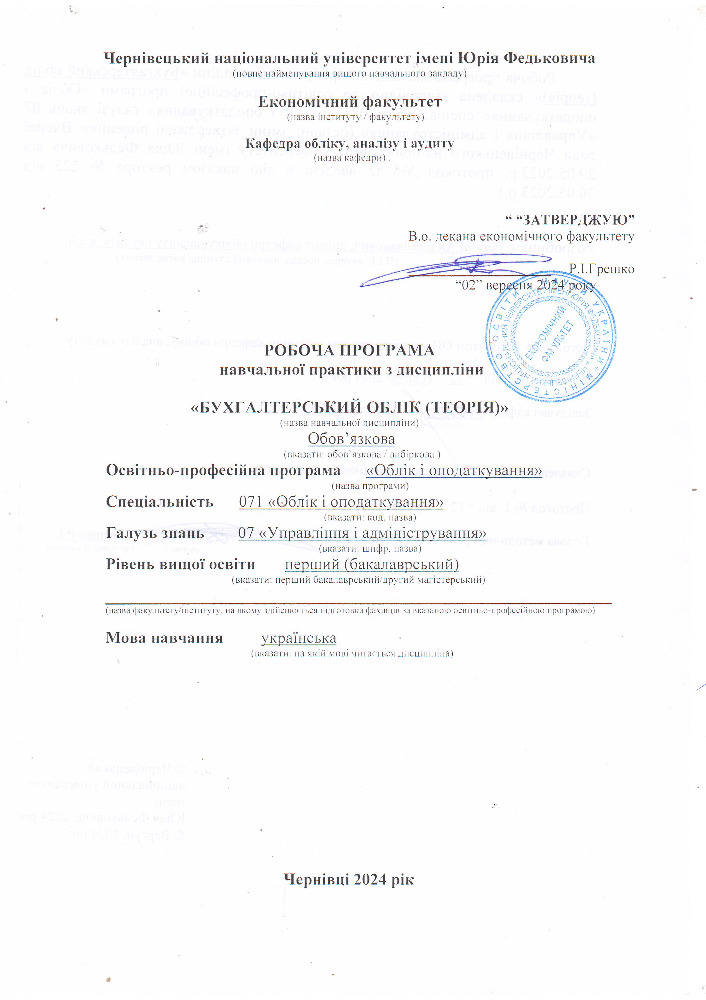 Чернівецький національний університет імені Юрія Федьковича
(повне найменування вищого навчального закладу)
Економічний факультет
(назва інституту / факультету)
Кафедра обліку, аналізу і аудиту
(назва кафедри)
“ “ЗАТВЕРДЖУЮ”
В.о. декана економічного факультету
Р.І.Грешко
“02” вересня 2024 року
МІНІСТЕРСТВО ОСВІТИ І НАУКИ УКРАЇНИ *
ЧЕРНІВЕЦЬКИЙ НАЦІОНАЛЬНИЙ УНІВЕРСИТЕТ ІМЕНІ ЮРІЯ ФЕДЬКОВИЧА *
ЕКОНОМІЧНИЙ
ФАКУЛЬТЕТ
РОБОЧА ПРОГРАМА
навчальної практики з дисципліни
«БУХГАЛТЕРСЬКИЙ ОБЛІК (ТЕОРІЯ)»
(назва навчальної дисципліни)
Обов’язкова
(вказати: обов’язкова / вибіркова )
Освітньо-професійна програма «Облік і оподаткування»
(назва програми)
Спеціальність 071 «Облік і оподаткування»
(вказати: код, назва)
Галузь знань 07 «Управління і адміністрування»
(вказати: шифр, назва)
Рівень вищої освіти перший (бакалаврський)
(вказати: перший бакалаврський/другий магістерський)
(назва факультету/інституту, на якому здійснюється підготовка фахівців за вказаною освітньо-професійною програмою)
Мова навчання українська
(вказати: на якій мові читається дисципліна)
Чернівці 2024 рік